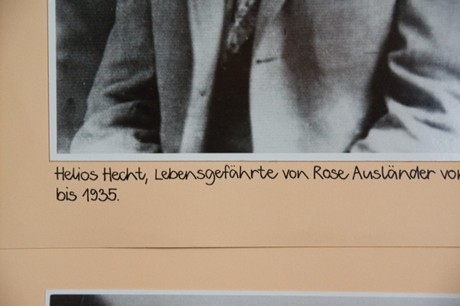 Helios Hecht, Lebensgefährte von Rose Ausländer
bis 1935.